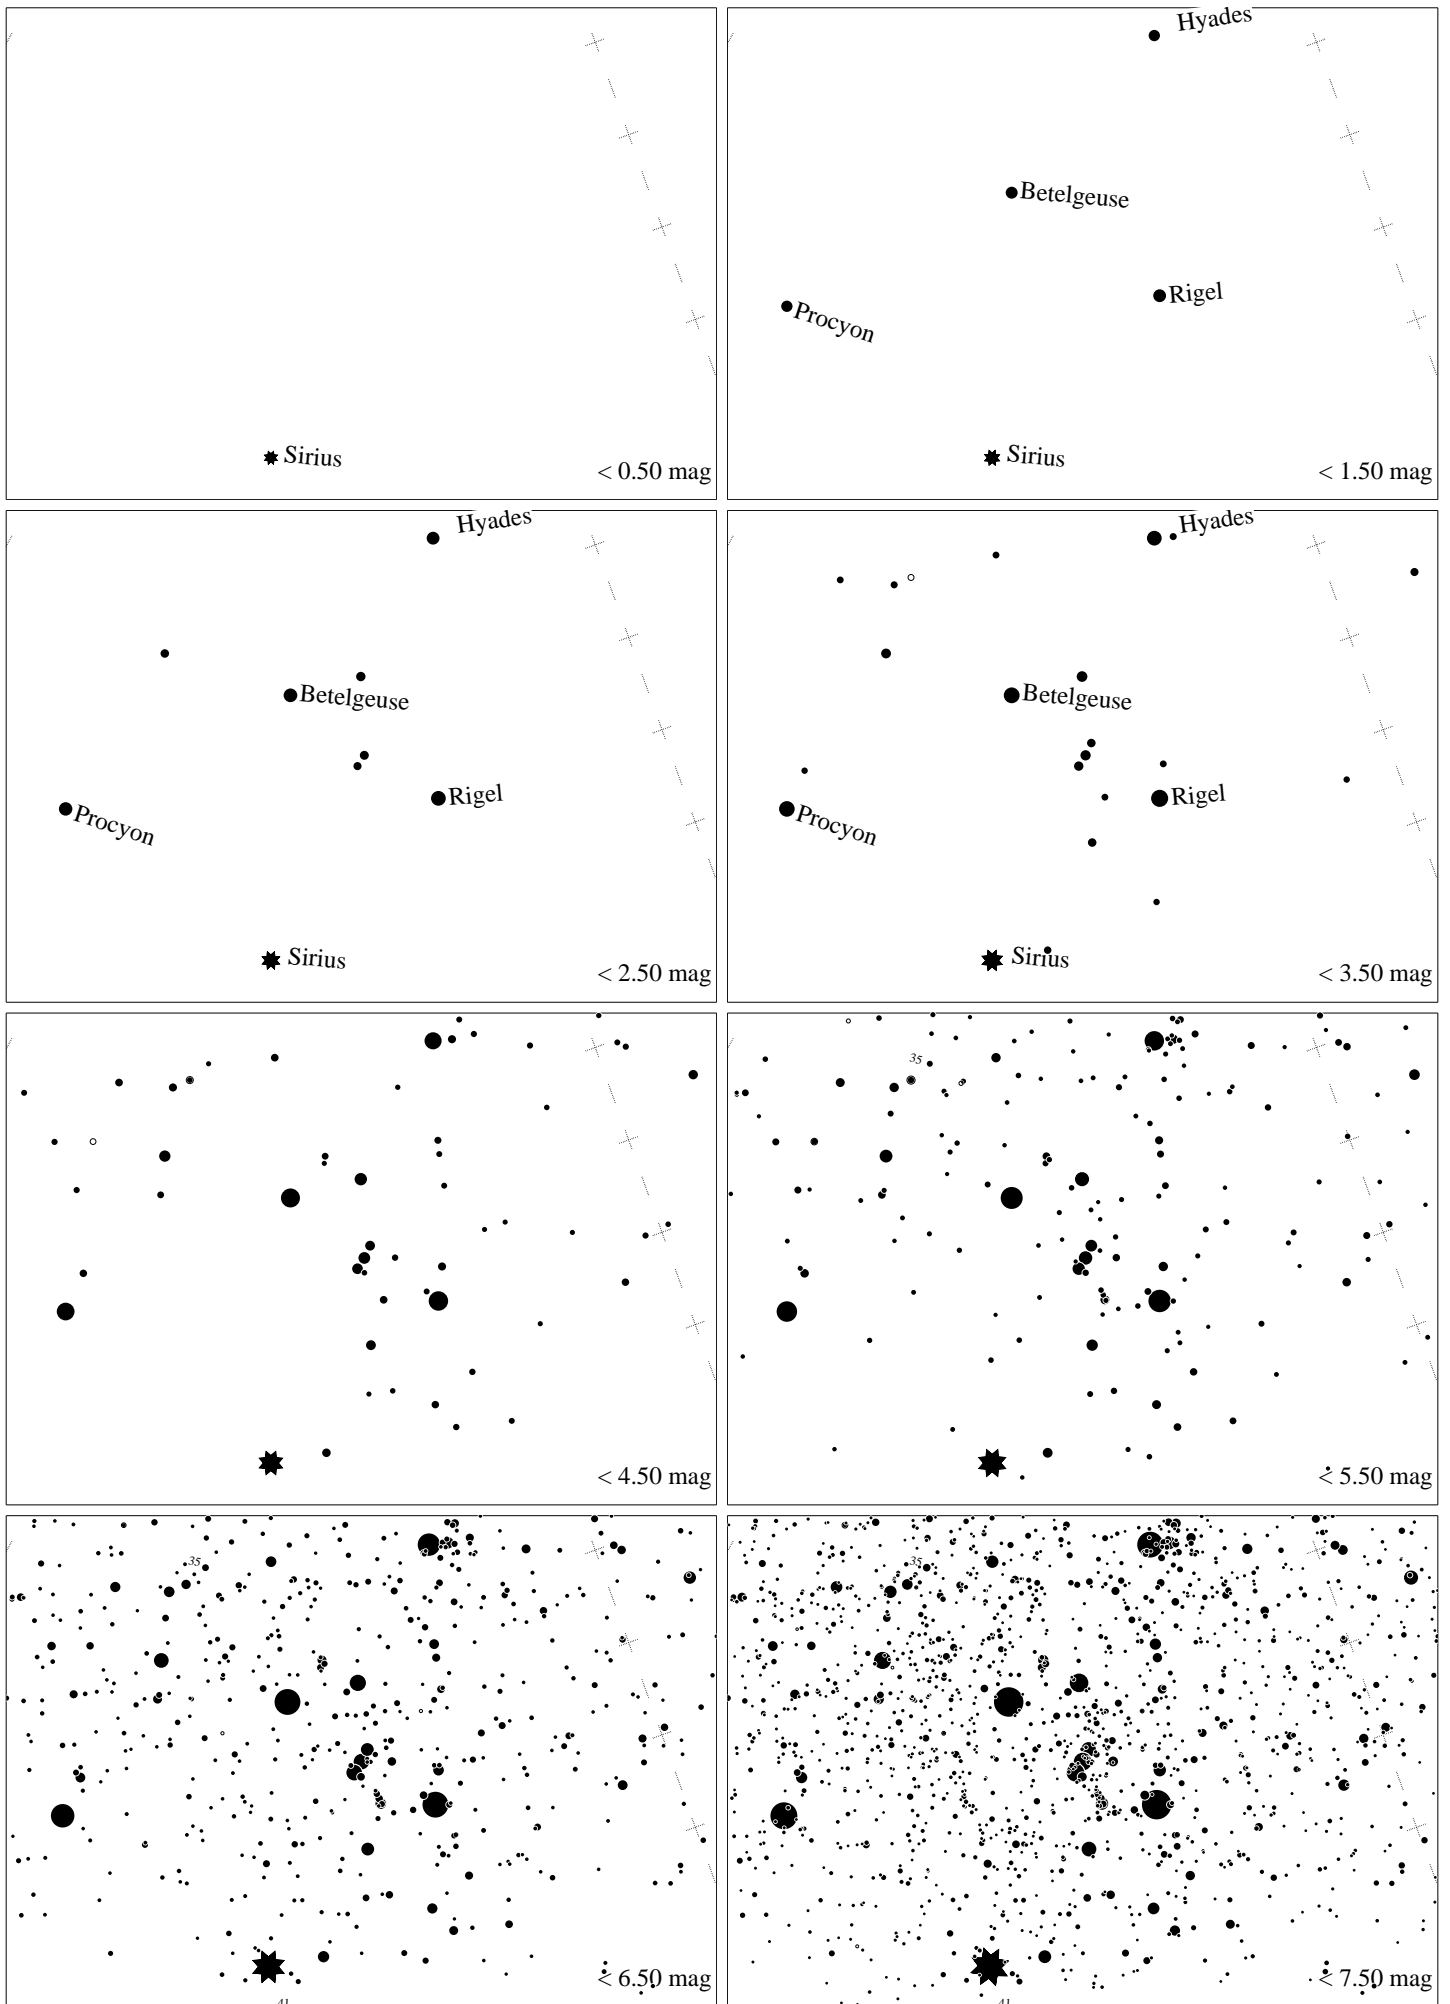 Sirius
< 0.50 mag
Hyades
Betelgeuse
Rigel
Procyon
Sirius
< 1.50 mag
Hyades
Betelgeuse
Rigel
Procyon
Sirius
< 2.50 mag
Hyades
Betelgeuse
Rigel
Procyon
Sirius
< 3.50 mag
< 4.50 mag
35
< 5.50 mag
35
< 6.50 mag
41
35
< 7.50 mag
41